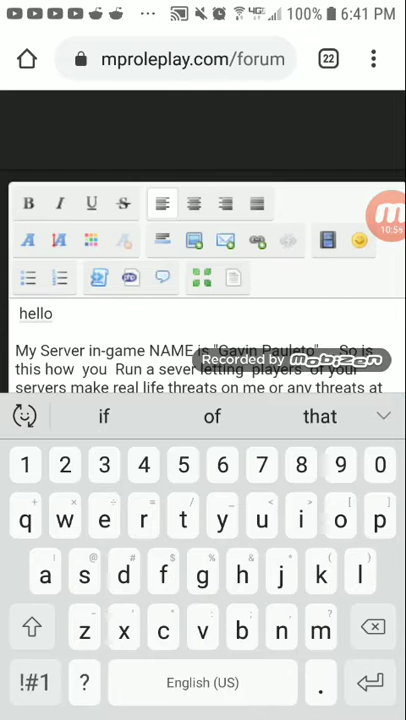 100% 6:41 PM
mproleplay.com/forum
22
B I U S
10:54
hello
My Server in-game NAME is "Gavin Pauleto" So is
this how you Run a sever letting players of your
Recorded by mobizen
servers make real life threats on me or any threats at
if of that
1 2 3 4 5 6 7 8 9 0
q w e r t y u i o p
a s d f g h j k l
z x c v b n m
!#1 ? English (US) .